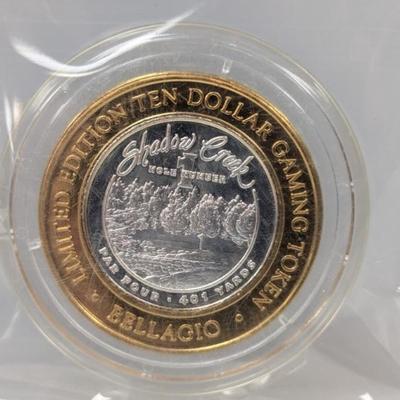 LIMITED EDITION TEN DOLLAR GAMING TOKEN
• BELLAGIO •
Shadow Creek
HOLE NUMBER
PAR FOUR • 401 YARDS